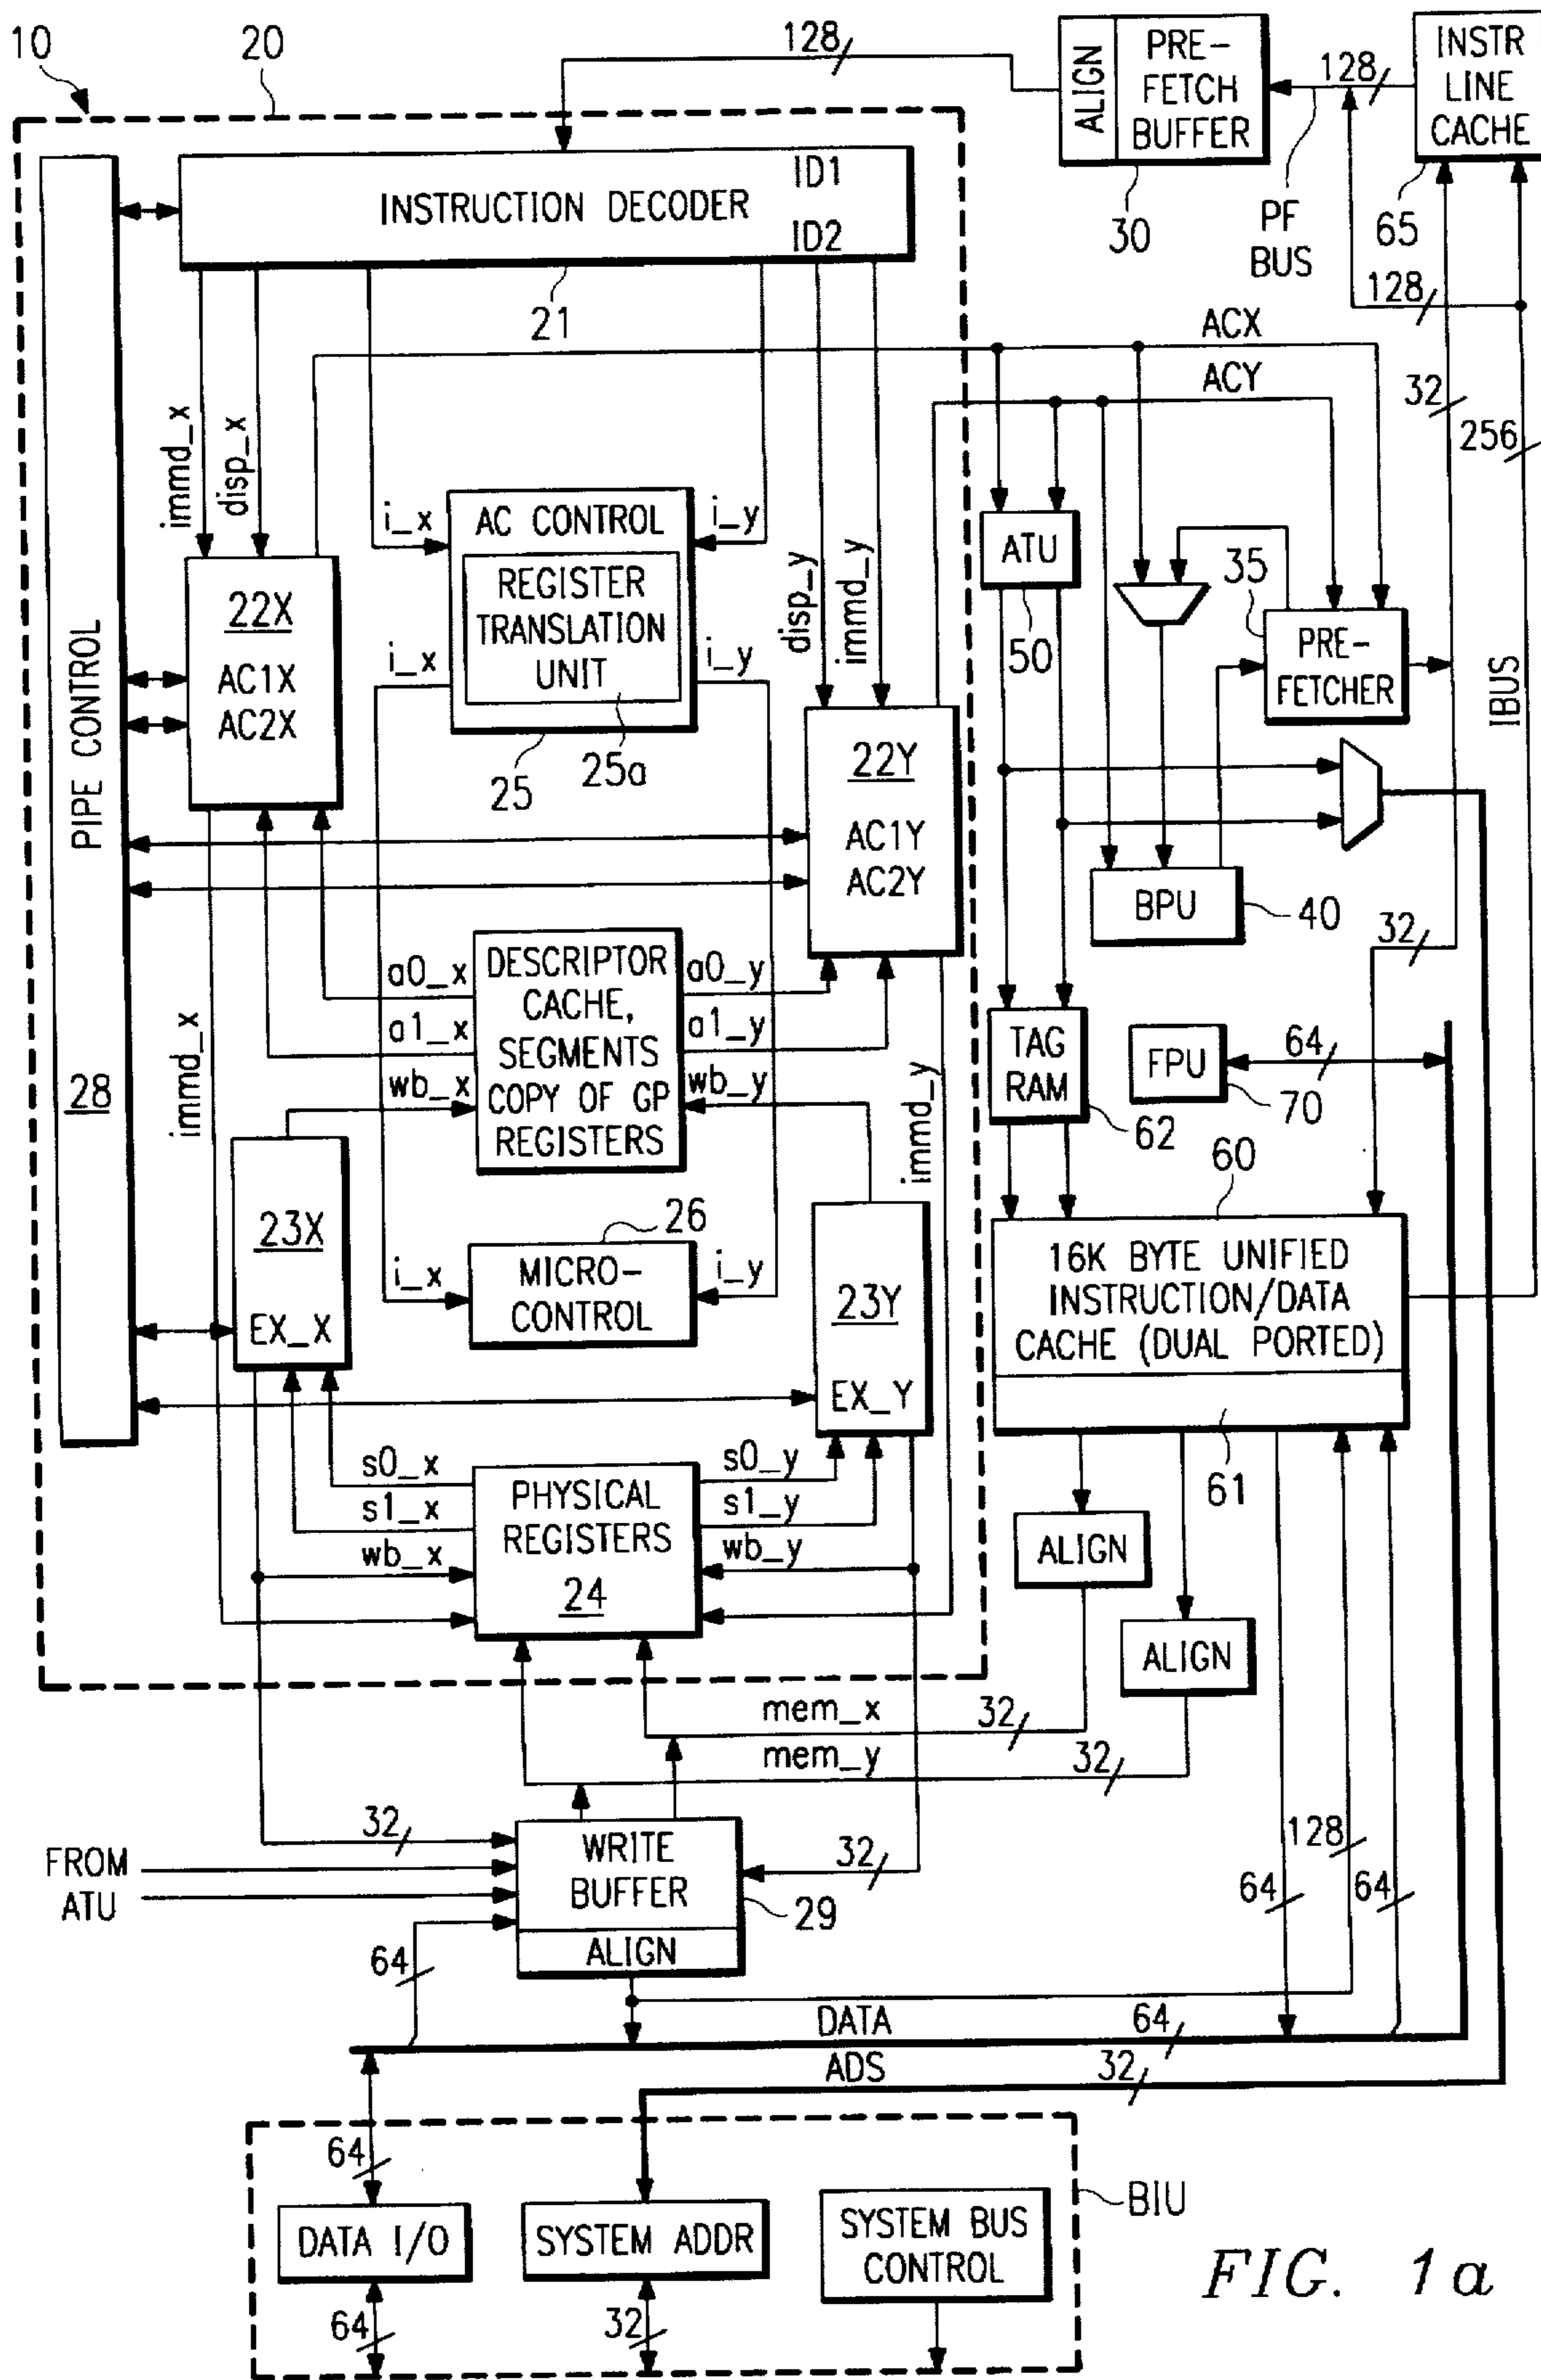 10
20
128
ALIGN
PRE-
FETCH
BUFFER
30
128
PF
BUS
INSTR
LINE
CACHE
65
128
32
256
IBUS
ID1
INSTRUCTION DECODER
ID2
21
ACX
ACY
immd_x
disp_x
i_x
AC CONTROL
i_y
REGISTER
TRANSLATION
UNIT
i_x
i_y
25
25a
disp_y
immd_y
ATU
50
35
PRE-
FETCHER
PIPE CONTROL
28
22X
AC1X
AC2X
22Y
AC1Y
AC2Y
BPU
40
32
immd_x
a0_x
DESCRIPTOR
CACHE,
SEGMENTS
COPY OF GP
REGISTERS
a0_y
a1_x
a1_y
wb_x
wb_y
immd_y
TAG
RAM
62
FPU
70
64
23X
EX_X
26
MICRO-
CONTROL
i_x
i_y
23Y
EX_Y
60
16K BYTE UNIFIED
INSTRUCTION/DATA
CACHE (DUAL PORTED)
61
s0_x
s1_x
wb_x
PHYSICAL
REGISTERS
24
s0_y
s1_y
wb_y
ALIGN
ALIGN
mem_x
32
mem_y
32
32
FROM
ATU
WRITE
BUFFER
ALIGN
32
29
64
128
64
64
DATA
64
ADS
32
64
DATA I/O
SYSTEM ADDR
SYSTEM BUS
CONTROL
BIU
64
32
FIG. 1a